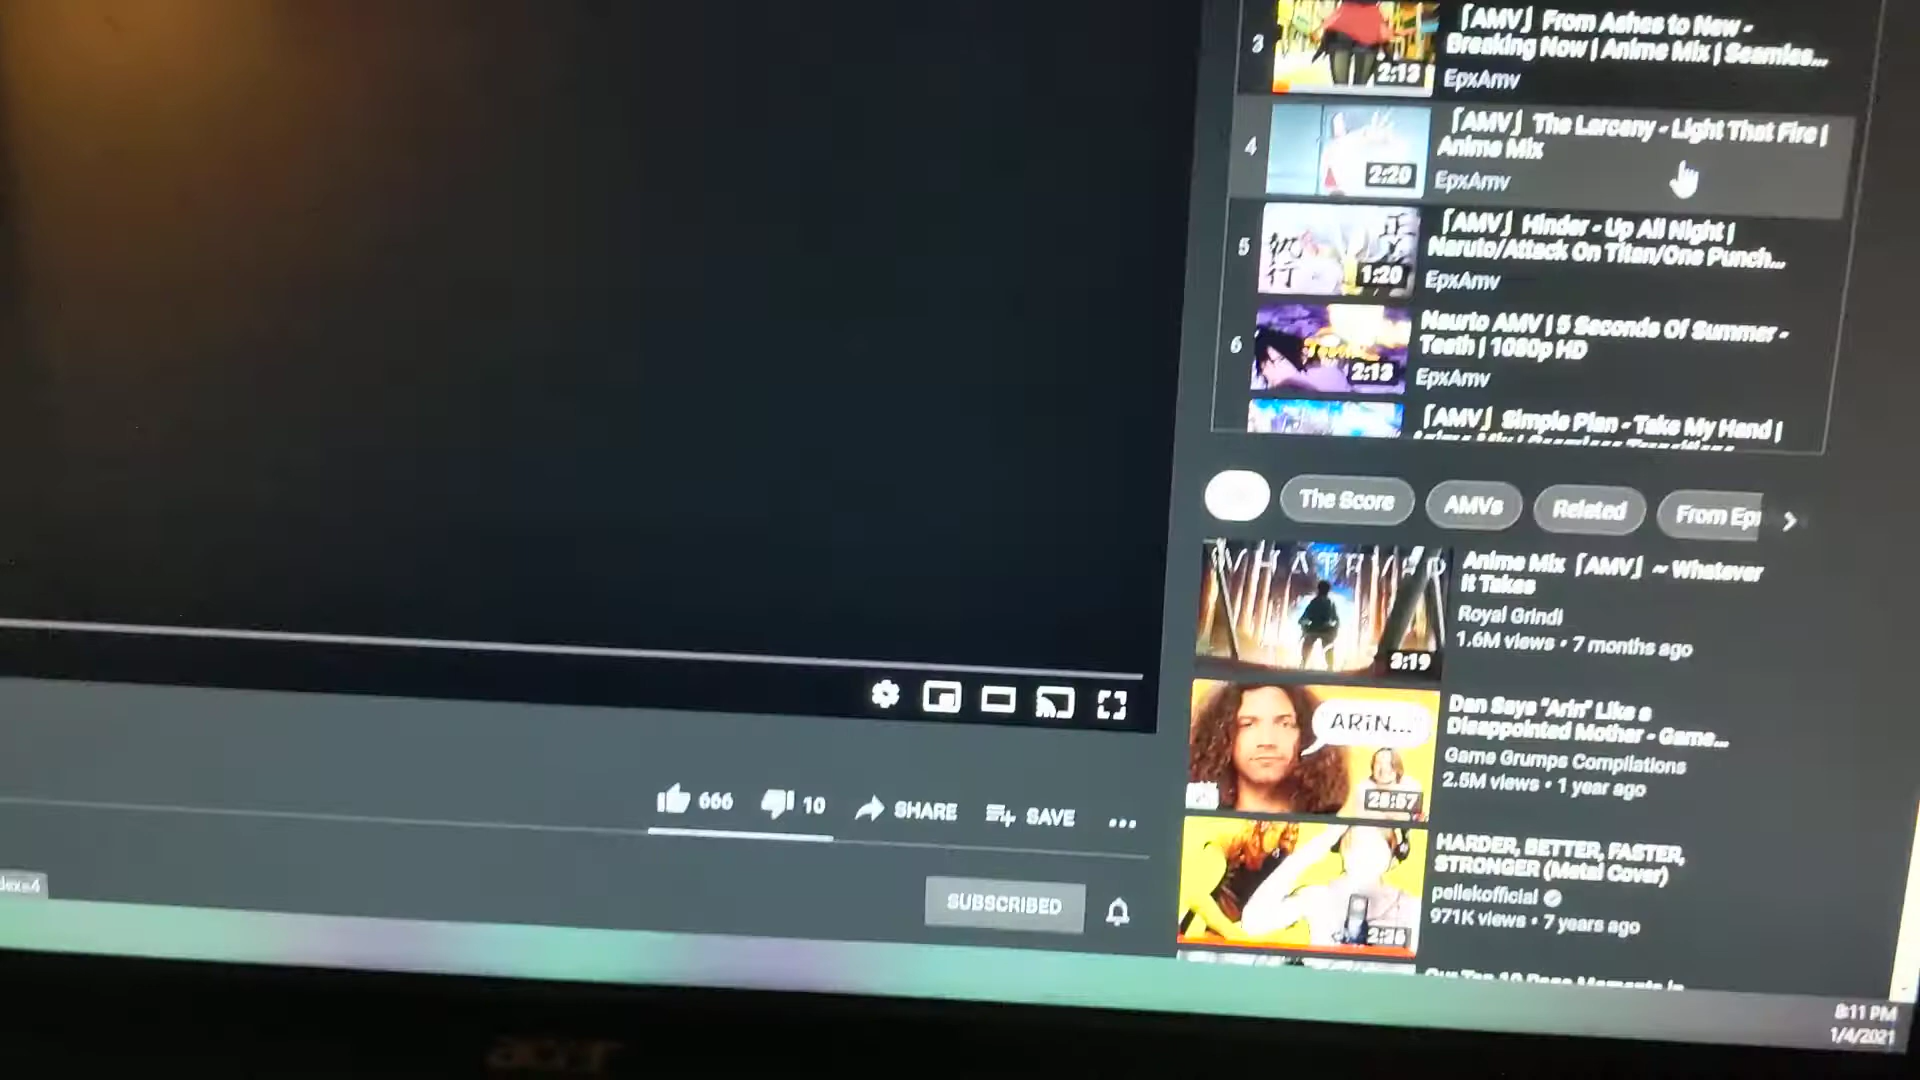 3
「AMV」 From Ashes to New -
Breaking Now | Anime Mix | Seamles...
2:13
EpxAmv
4
「AMV」 The Larceny - Light That Fire |
Anime Mix
2:20
EpxAmv
5
「AMV」 Hinder - Up All Night |
Naruto/Attack On Titan/One Punch...
1:20
EpxAmv
6
Naurto AMV | 5 Seconds Of Summer -
Teeth | 1080p HD
2:13
EpxAmv
「AMV」 Simple Plan - Take My Hand |
The Score
AMVs
Related
From Ep
WHATEVER
Anime Mix 「AMV」 ~ Whatever
It Takes
Royal Grindi
1.6M views • 7 months ago
3:19
ARiN...
Dan Says "Arin" Like a
Disappointed Mother - Game...
Game Grumps Compilations
2.5M views • 1 year ago
28:57
HARDER, BETTER, FASTER,
STRONGER (Metal Cover)
pellekofficial
971K views • 7 years ago
2:36
666
10
SHARE
SAVE
SUBSCRIBED
dex=4
8:11 PM
1/4/2021
acer